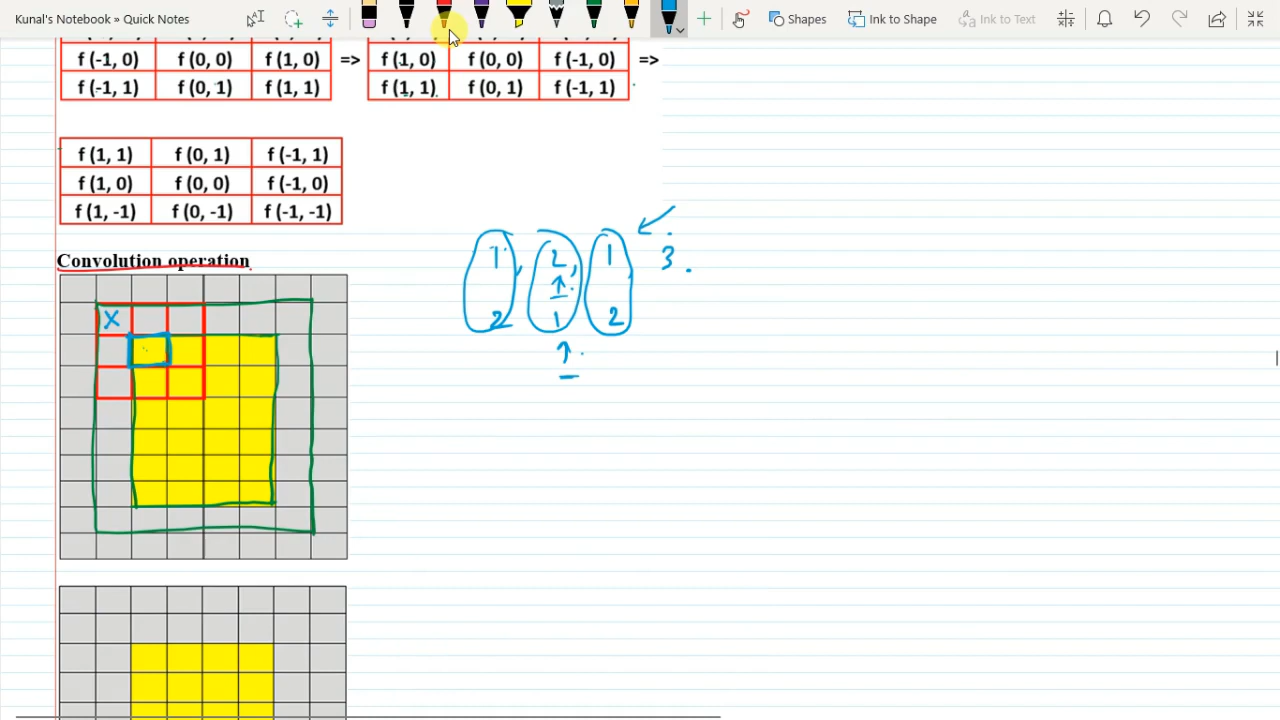 Kunal's Notebook » Quick Notes
Shapes
Ink to Shape
Ink to Text
f (-1, 0) f (0, 0) f (1, 0) => f (1, 0) f (0, 0) f (-1, 0) =>
f (-1, 1) f (0, 1) f (1, 1) f (1, 1) f (0, 1) f (-1, 1)
f (1, 1) f (0, 1) f (-1, 1)
f (1, 0) f (0, 0) f (-1, 0)
f (1, -1) f (0, -1) f (-1, -1)
Convolution operation
1, 2, 1 3
2 1 2
X